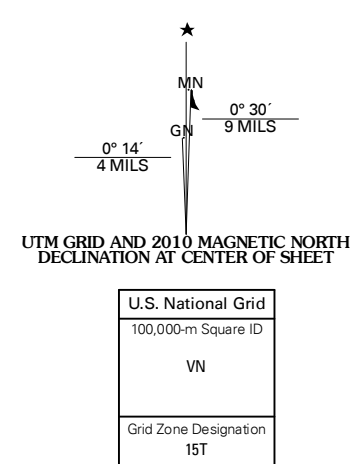 ★
MN
0° 30´
9 MILS
GN
0° 14´
4 MILS
UTM GRID AND 2010 MAGNETIC NORTH
DECLINATION AT CENTER OF SHEET
U.S. National Grid
100,000-m Square ID
VN
Grid Zone Designation
15T